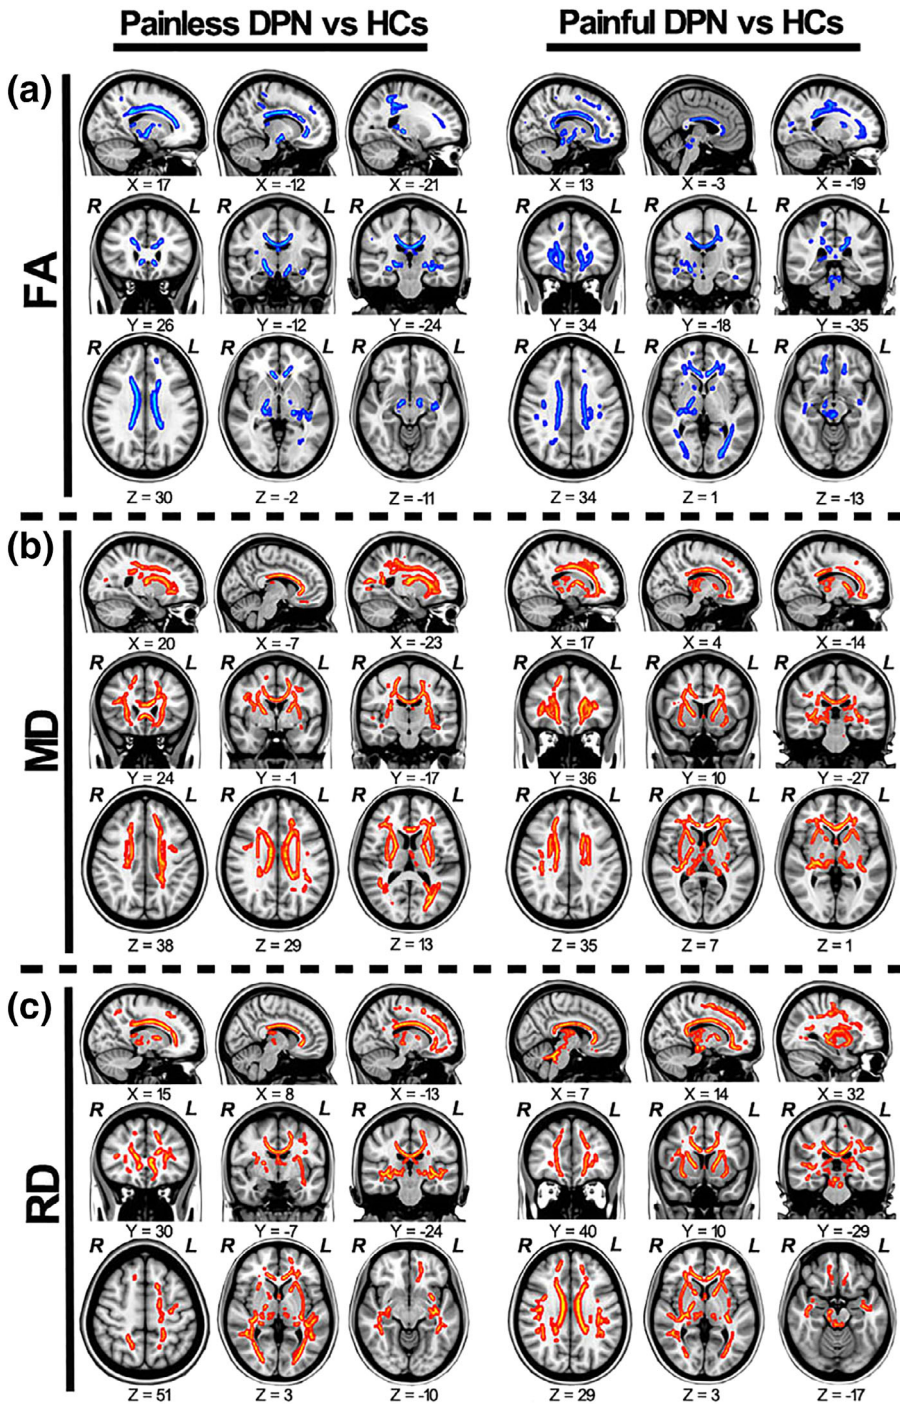 Painless DPN vs HCs Painful DPN vs HCs
(a)
FA
X = 17 X = -12 X = -21 X = 13 X = -3 X = -19
R L R L
Y = 26 Y = -12 Y = -24 Y = 34 Y = -18 Y = -35
R L R L
Z = 30 Z = -2 Z = -11 Z = 34 Z = 1 Z = -13
(b)
MD
X = 20 X = -7 X = -23 X = 17 X = 4 X = -14
R L R L
Y = 24 Y = -1 Y = -17 Y = 36 Y = 10 Y = -27
R L R L
Z = 38 Z = 29 Z = 13 Z = 35 Z = 7 Z = 1
(c)
RD
X = 15 X = 8 X = -13 X = 7 X = 14 X = 32
R L R L
Y = 30 Y = -7 Y = -24 Y = 40 Y = 10 Y = -29
R L R L
Z = 51 Z = 3 Z = -10 Z = 29 Z = 3 Z = -17